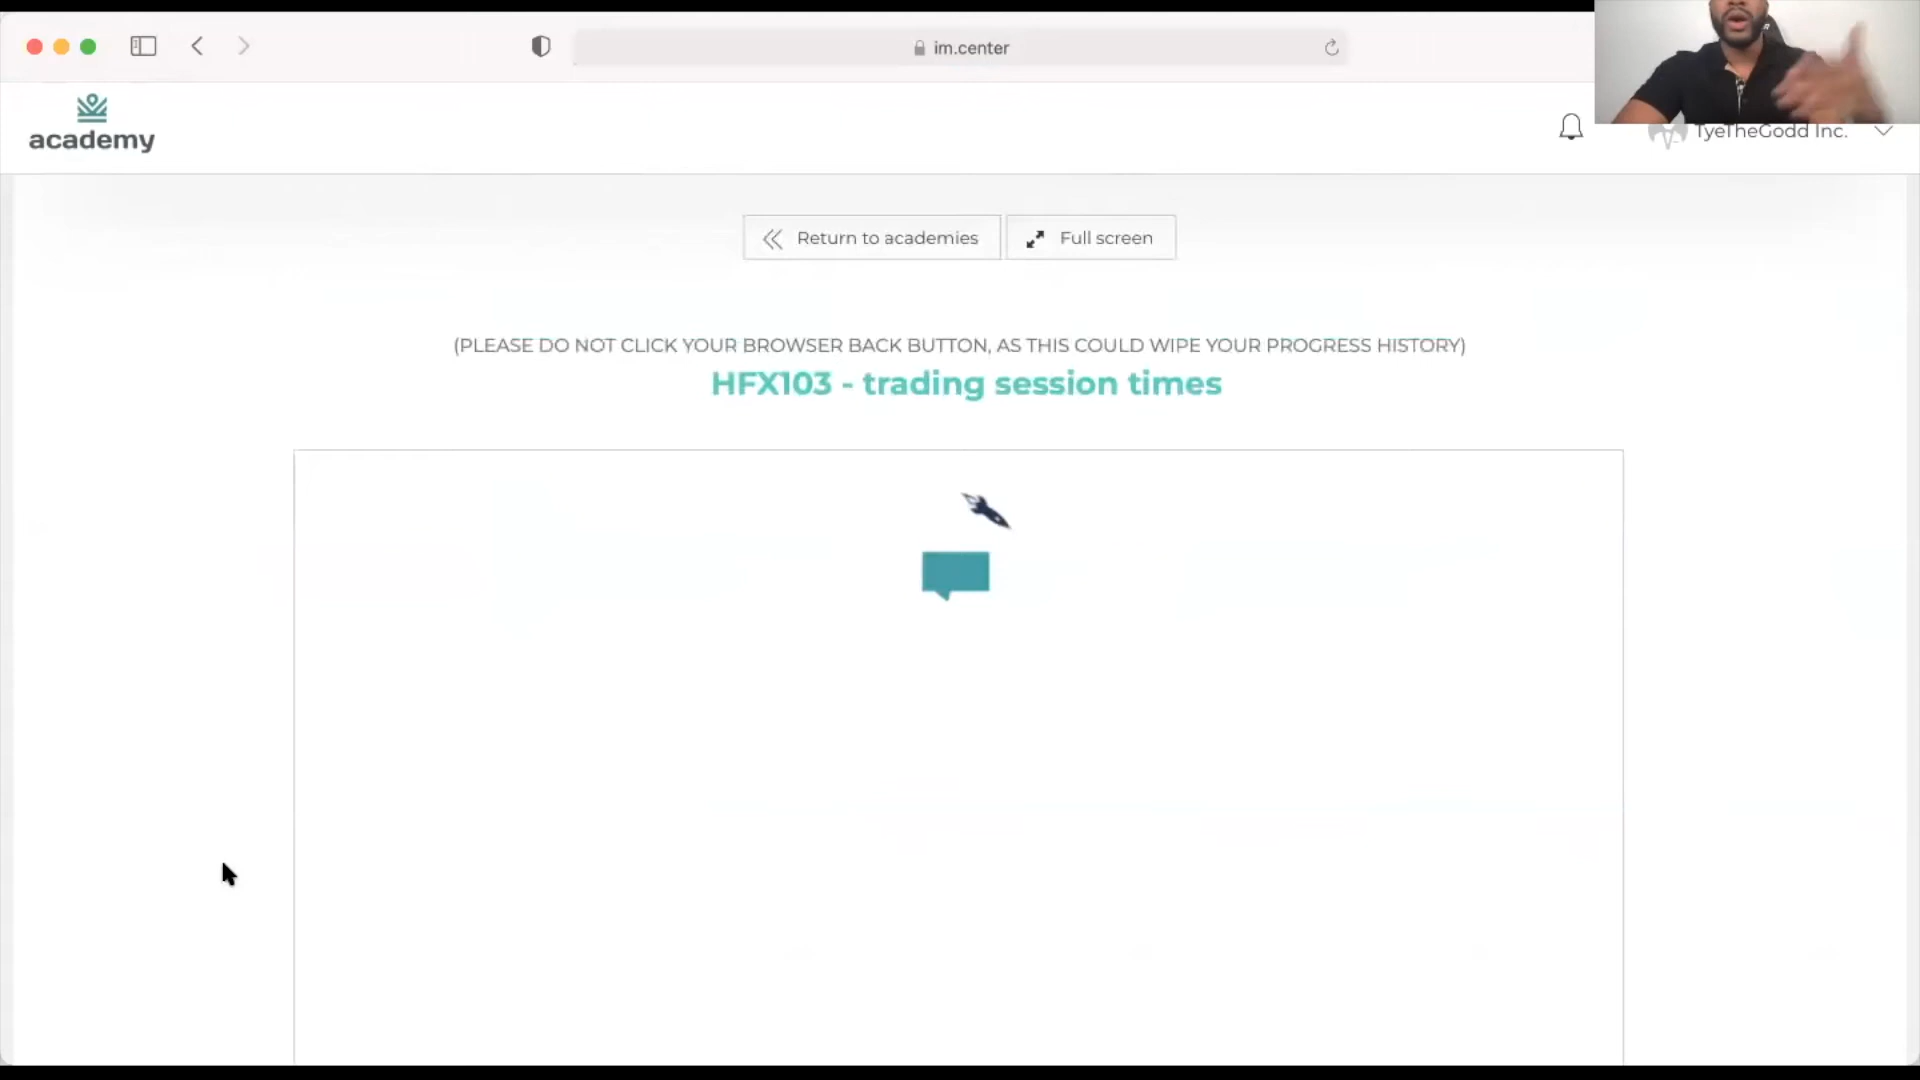 im.center
academy
TyeTheGodd Inc.
Return to academies
Full screen
(PLEASE DO NOT CLICK YOUR BROWSER BACK BUTTON, AS THIS COULD WIPE YOUR PROGRESS HISTORY)
HFX103 - trading session times